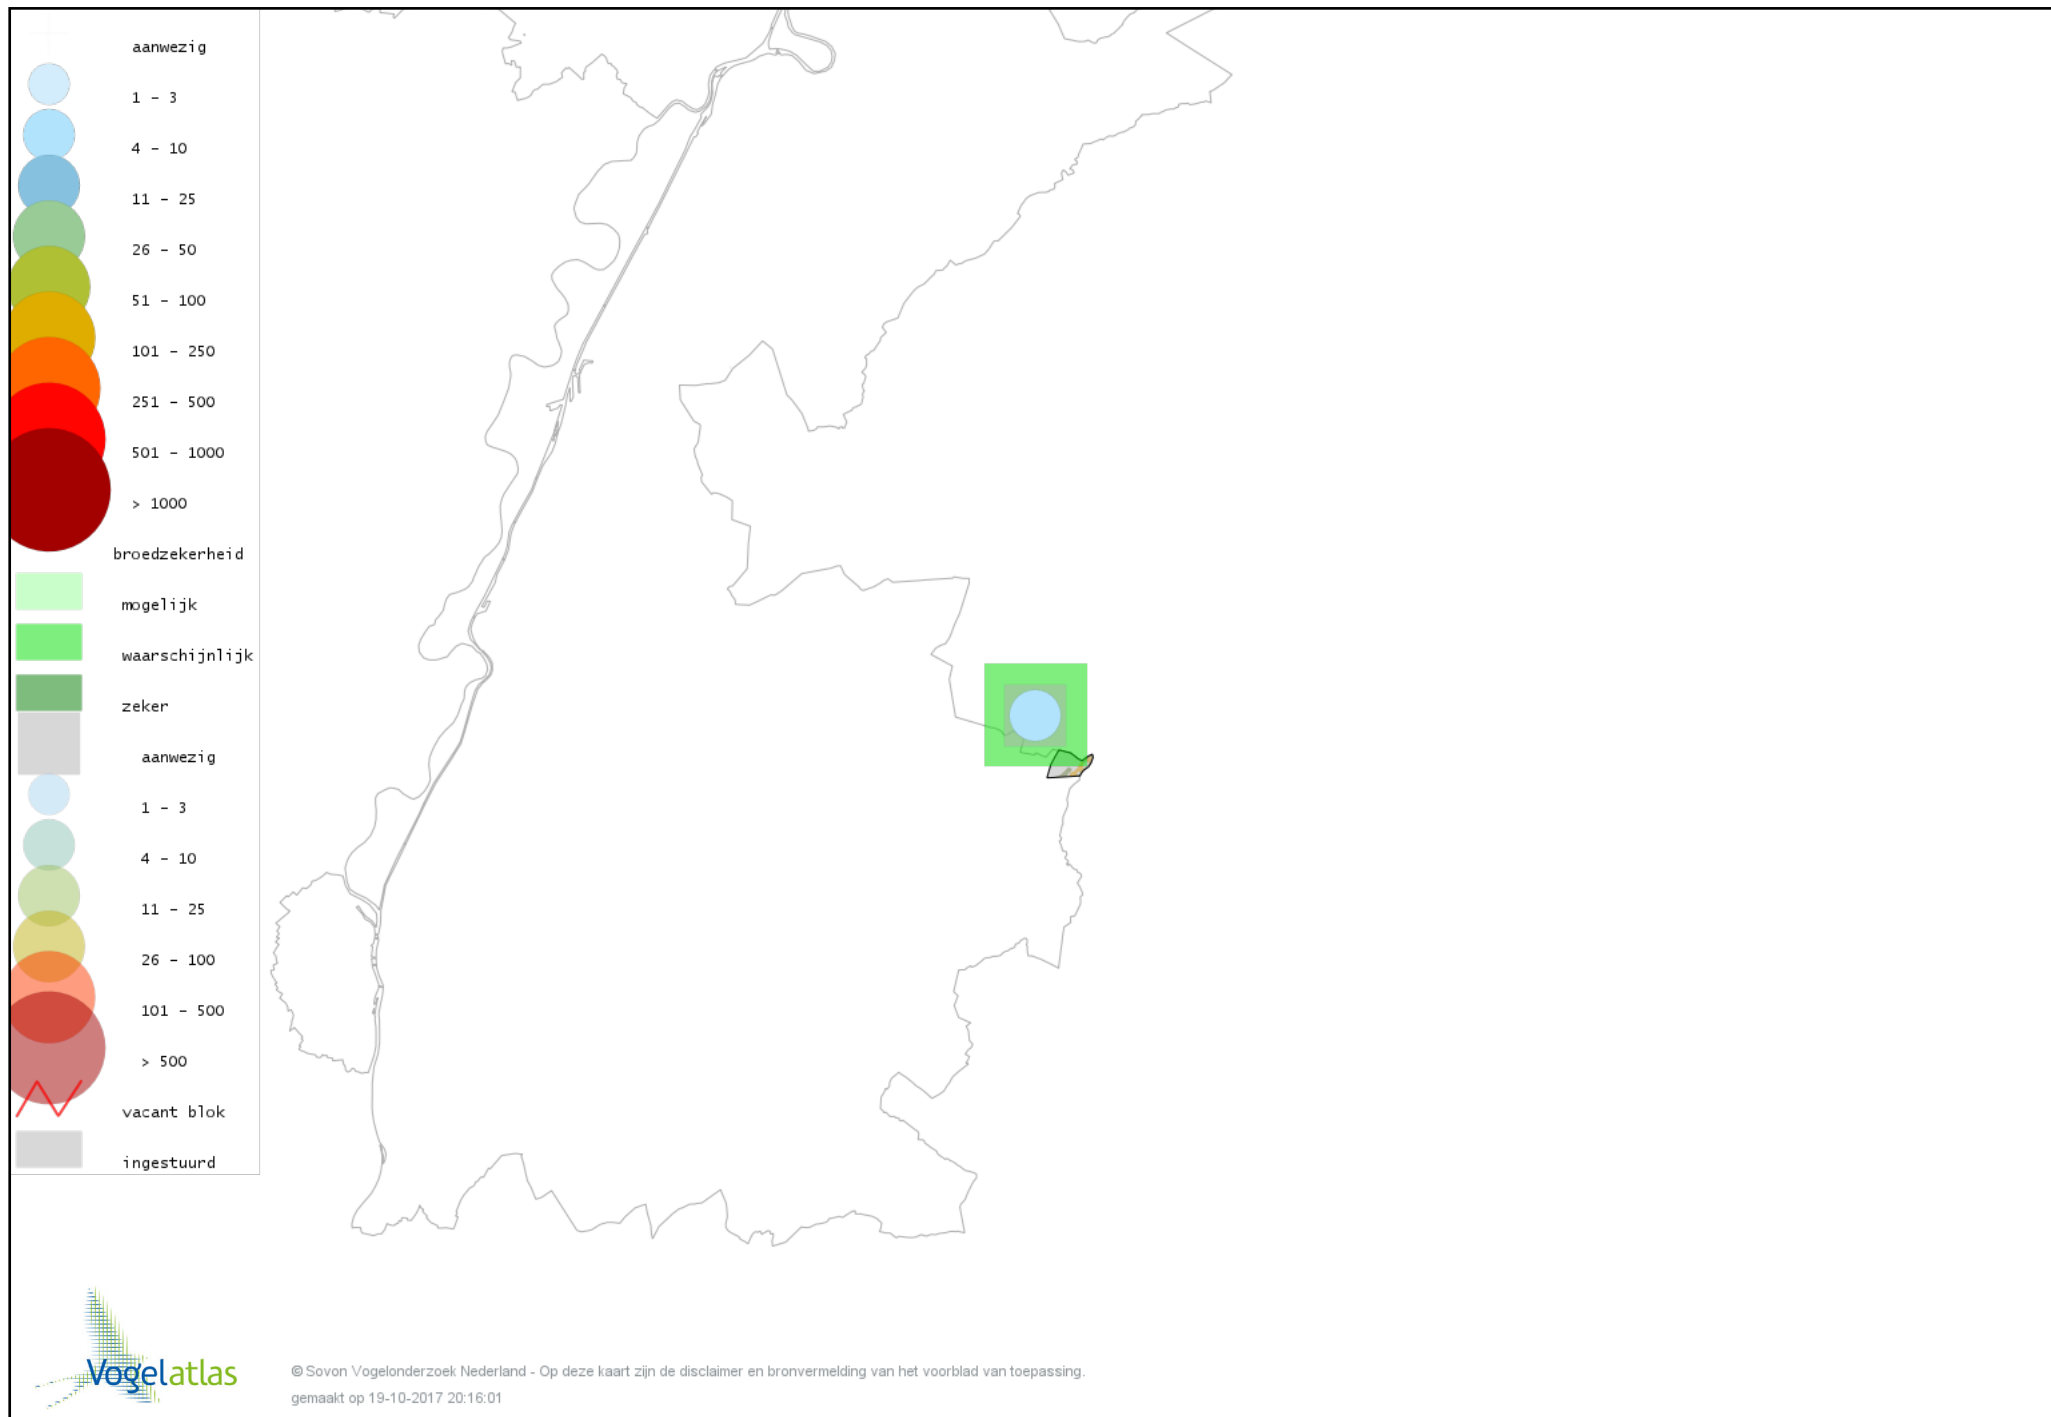 aanwezig
1 - 3
4 - 10
11 - 25
26 - 50
51 - 100
101 - 250
251 - 500
501 - 1000
> 1000
broedzekerheid
mogelijk
waarschijnlijk
zeker
aanwezig
1 - 3
4 - 10
11 - 25
26 - 100
101 - 500
> 500
vacant blok
ingestuurd
Vogelatlas
© Sovon Vogelonderzoek Nederland - Op deze kaart zijn de disclaimer en bronvermelding van het voorblad van toepassing.
gemaakt op 19-10-2017 20:16:01